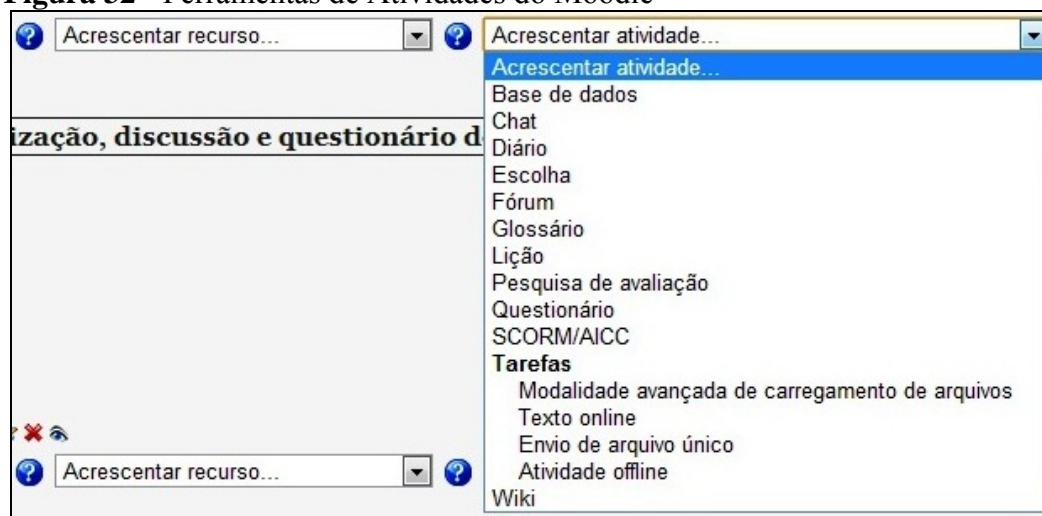 Figura 32 - Ferramentas de Atividades do Moodle
Acrescentar recurso... Acrescentar atividade...
Acrescentar atividade...
Base de dados
Chat
ização, discussão e questionário d
Diário
Escolha
Fórum
Glossário
Lição
Pesquisa de avaliação
Questionário
SCORM/AICC
Tarefas
Modalidade avançada de carregamento de arquivos
Texto online
Envio de arquivo único
Acrescentar recurso... Atividade offline
Wiki